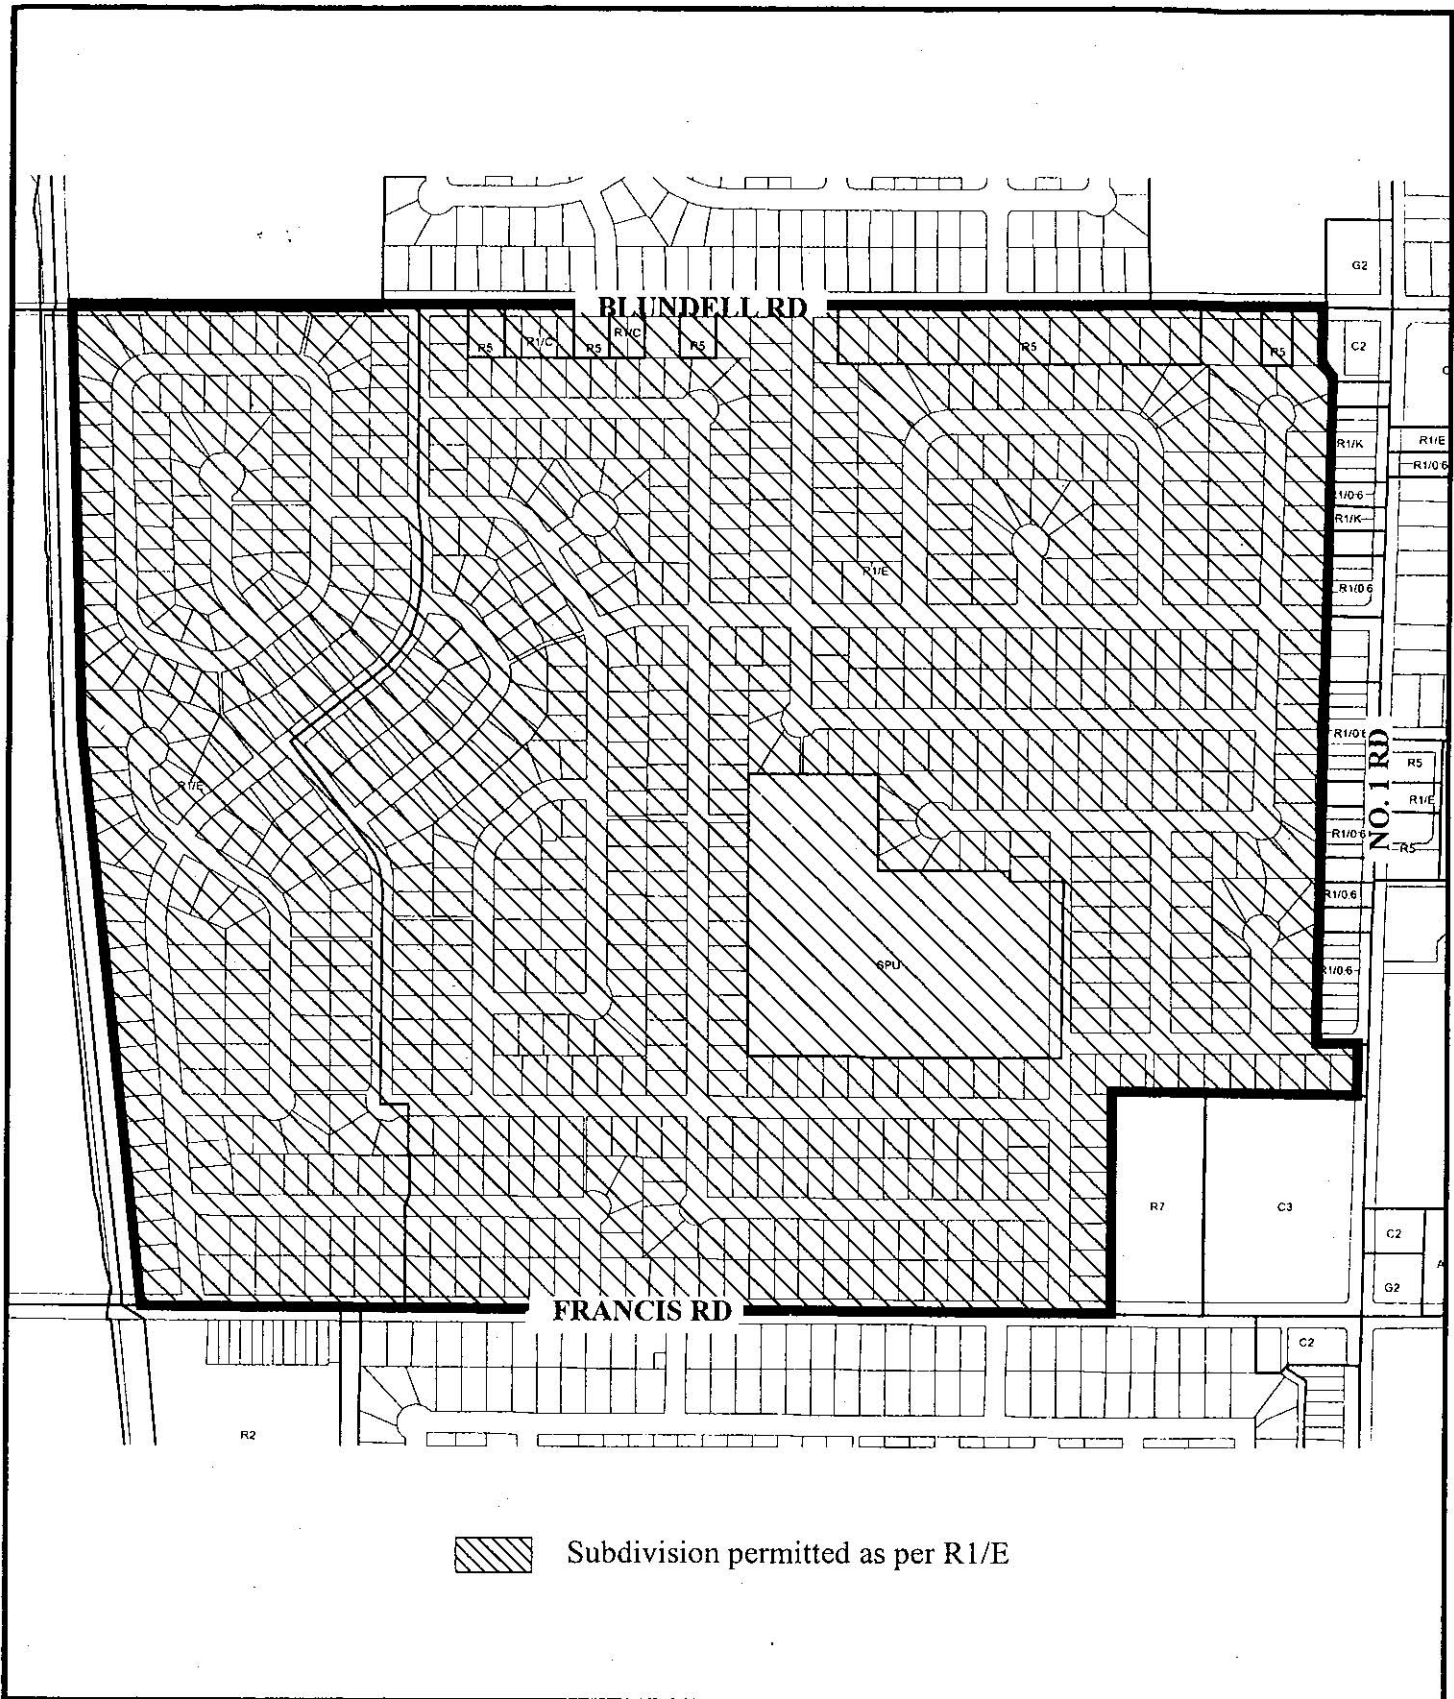 G2
BLUNDELL RD
R5
R1/C
R5
R1/C
R5
R5
R5
C2
R1/K
R1/E
R1/0.6
R1/0.6
R1/K
R1/E
R1/0.6
R1/0.6
NO. 1 RD
R5
R1/E
R1/E
R1/0.6
R5
R1/0.6
SPU
R1/0.6
R7
C3
C2
G2
FRANCIS RD
C2
R2
Subdivision permitted as per R1/E